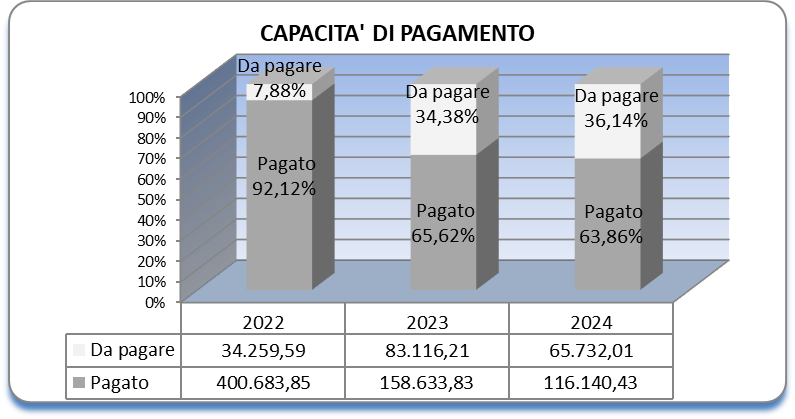 CAPACITA' DI PAGAMENTO
Da pagare
7,88%
Da pagare
34,38%
Da pagare
36,14%
Pagato
92,12%
Pagato
65,62%
Pagato
63,86%
100%
90%
80%
70%
60%
50%
40%
30%
20%
10%
0%
2022 2023 2024
Da pagare 34.259,59 83.116,21 65.732,01
Pagato 400.683,85 158.633,83 116.140,43